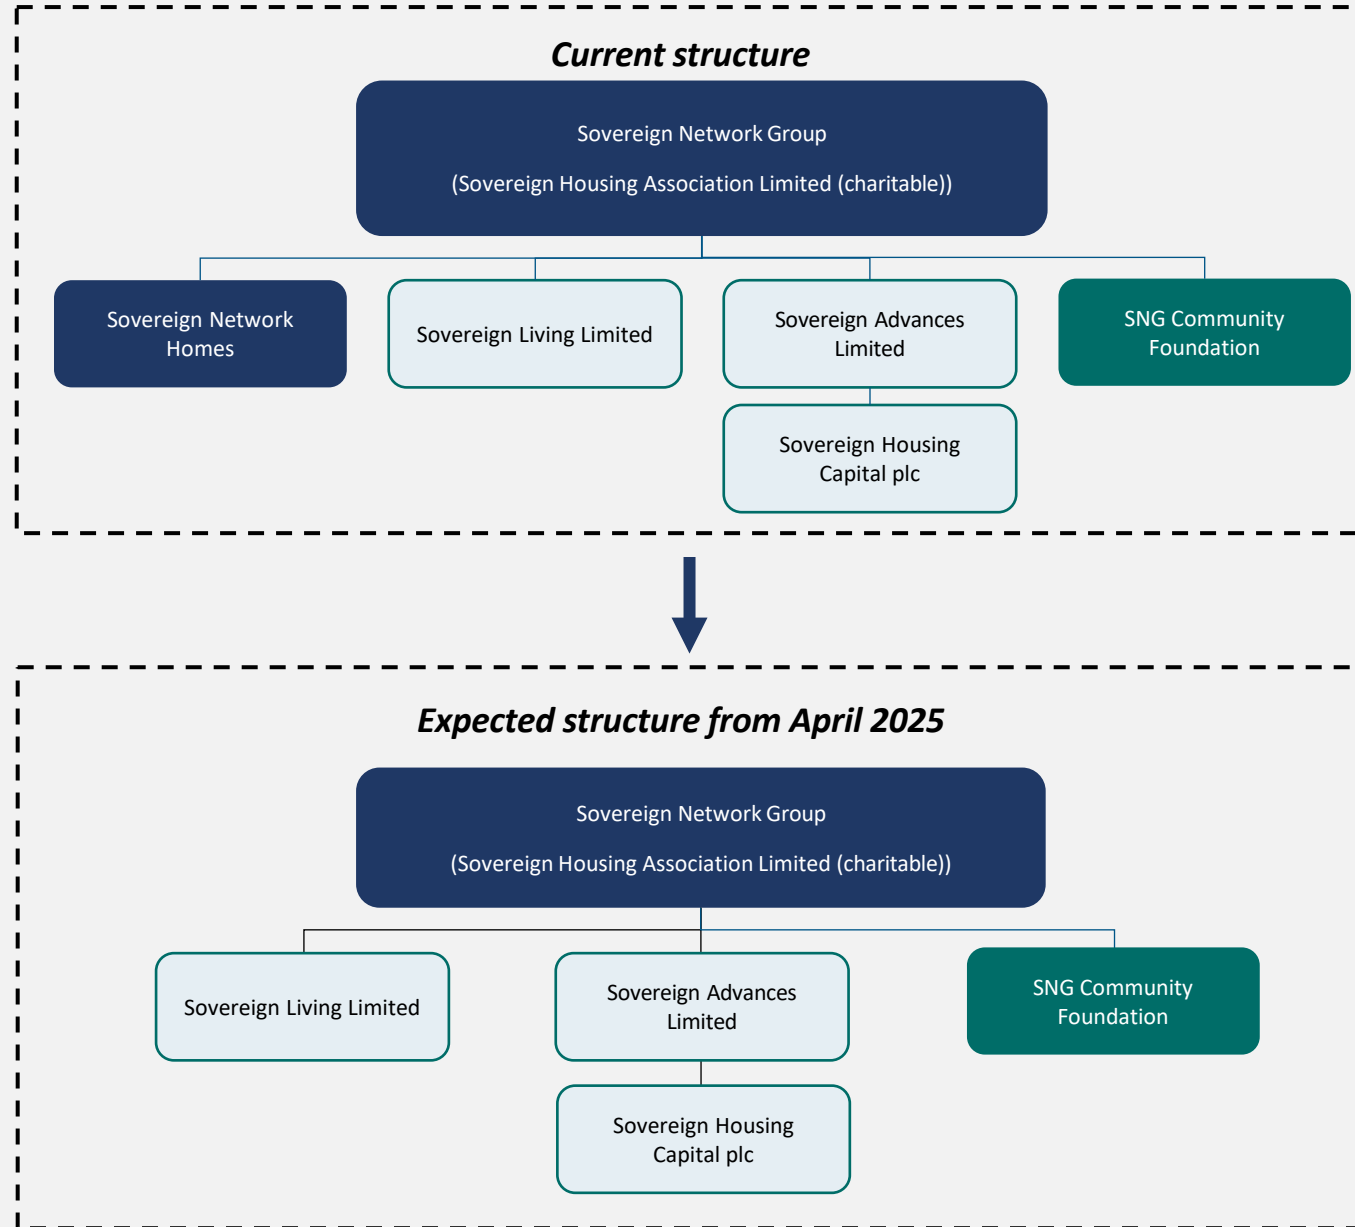 Current structure
Sovereign Network Group
(Sovereign Housing Association Limited (charitable))
Sovereign Network
Homes
Sovereign Living Limited
Sovereign Advances
Limited
SNG Community
Foundation
Sovereign Housing
Capital plc
Expected structure from April 2025
Sovereign Network Group
(Sovereign Housing Association Limited (charitable))
Sovereign Living Limited
Sovereign Advances
Limited
SNG Community
Foundation
Sovereign Housing
Capital plc